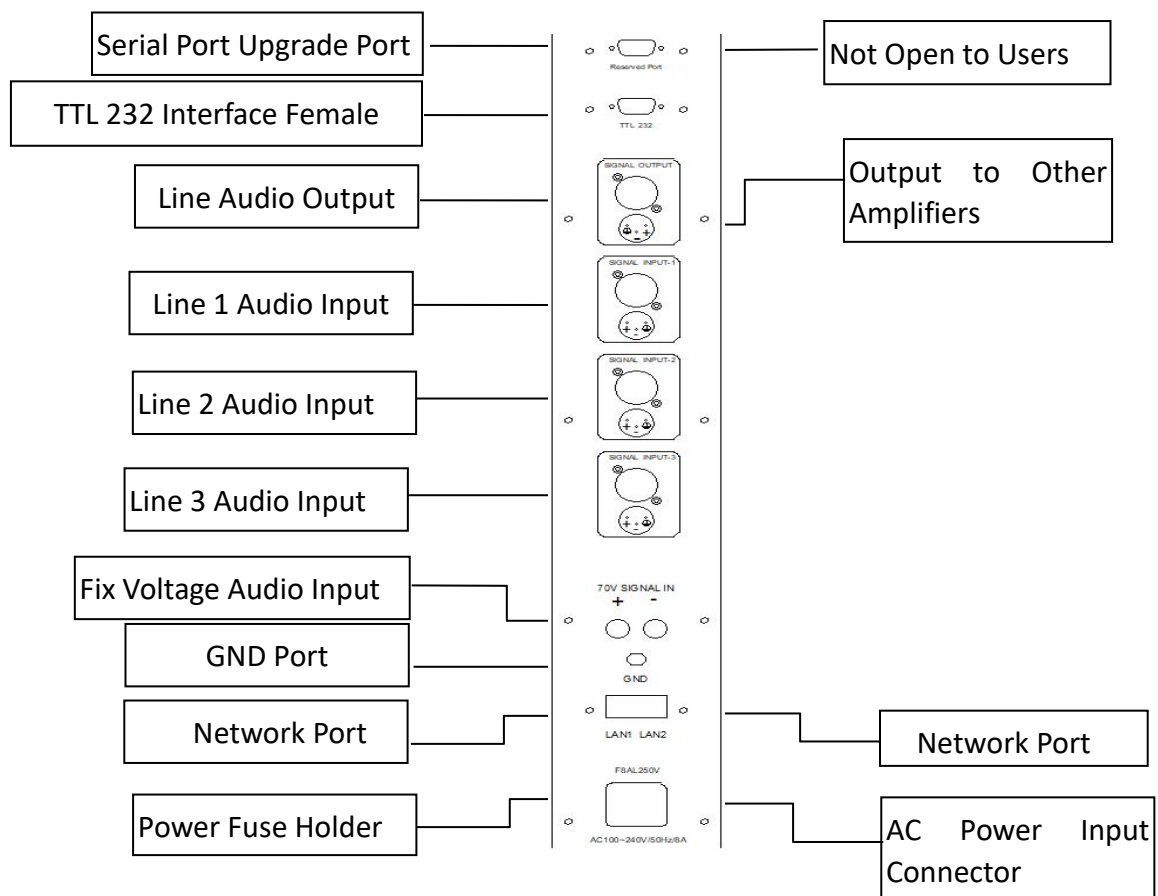 Serial Port Upgrade Port
TTL 232 Interface Female
Line Audio Output
Line 1 Audio Input
Line 2 Audio Input
Line 3 Audio Input
Fix Voltage Audio Input
GND Port
Network Port
Power Fuse Holder
Reserved Port
TTL 232
SIGNAL OUTPUT
SIGNAL INPUT-1
SIGNAL INPUT-2
SIGNAL INPUT-3
70V SIGNAL IN
+ -
GND
LAN1 LAN2
F8AL250V
AC100~240V/50Hz/8A
Not Open to Users
Output to Other
Amplifiers
Network Port
AC Power Input
Connector